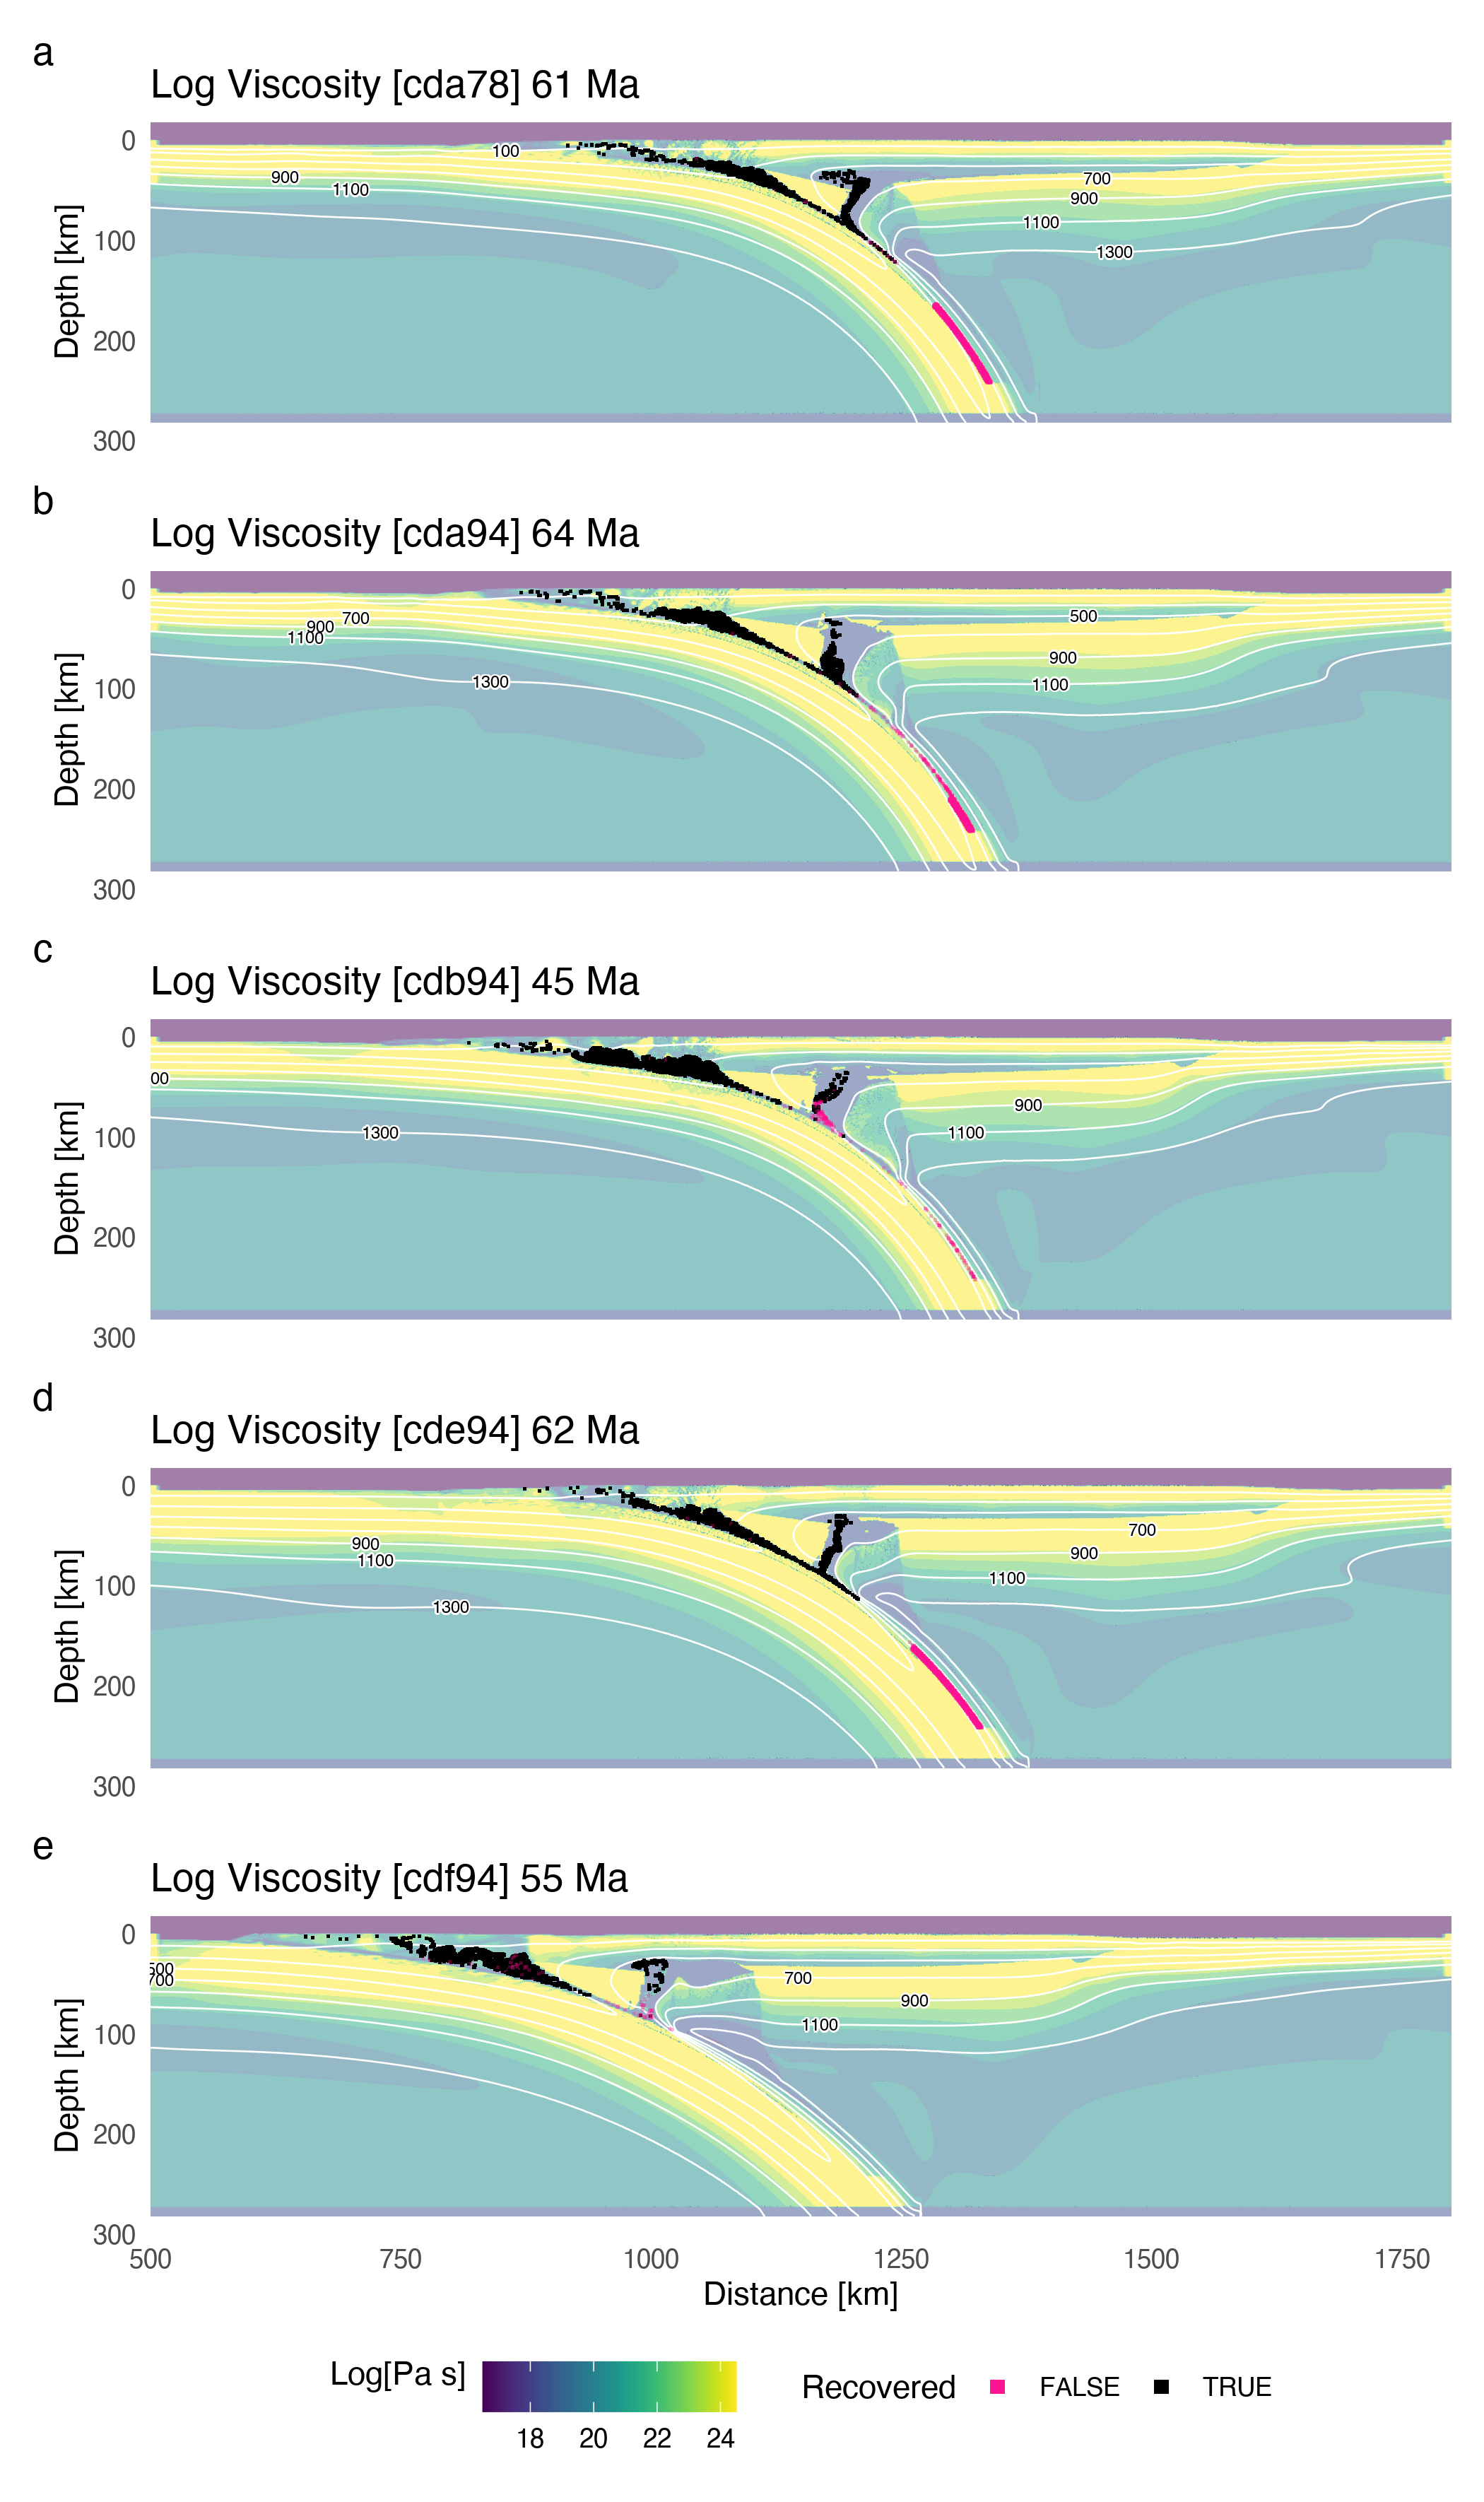 a
Log Viscosity [cda78] 61 Ma
0
100
200
300
Depth [km]
100
900
1100
700
900
1100
1300
b
Log Viscosity [cda94] 64 Ma
0
100
200
300
Depth [km]
700
900
1100
1300
500
900
1100
c
Log Viscosity [cdb94] 45 Ma
0
100
200
300
Depth [km]
00
1300
900
1100
d
Log Viscosity [cde94] 62 Ma
0
100
200
300
Depth [km]
900
1100
1300
700
900
1100
e
Log Viscosity [cdf94] 55 Ma
0
100
200
300
Depth [km]
500
700
700
900
1100
500 750 1000 1250 1500 1750
Distance [km]
Log[Pa s]
18 20 22 24
Recovered FALSE TRUE